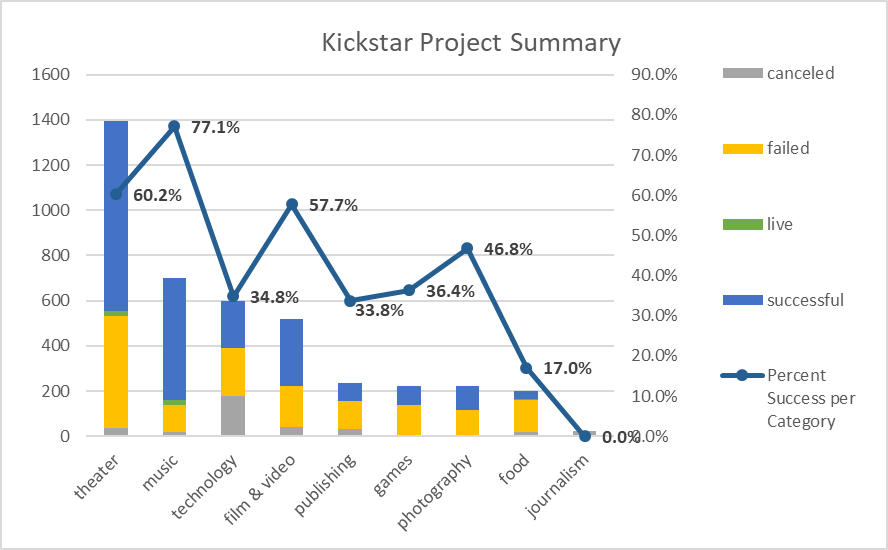 Kickstar Project Summary
1600
1400
1200
1000
800
600
400
200
0
90.0%
80.0%
70.0%
60.0%
50.0%
40.0%
30.0%
20.0%
10.0%
0.0%
60.2%
77.1%
34.8%
57.7%
33.8%
36.4%
46.8%
17.0%
0.0%
theater
music
technology
film & video
publishing
games
photography
food
journalism
canceled
failed
live
successful
Percent
Success per
Category